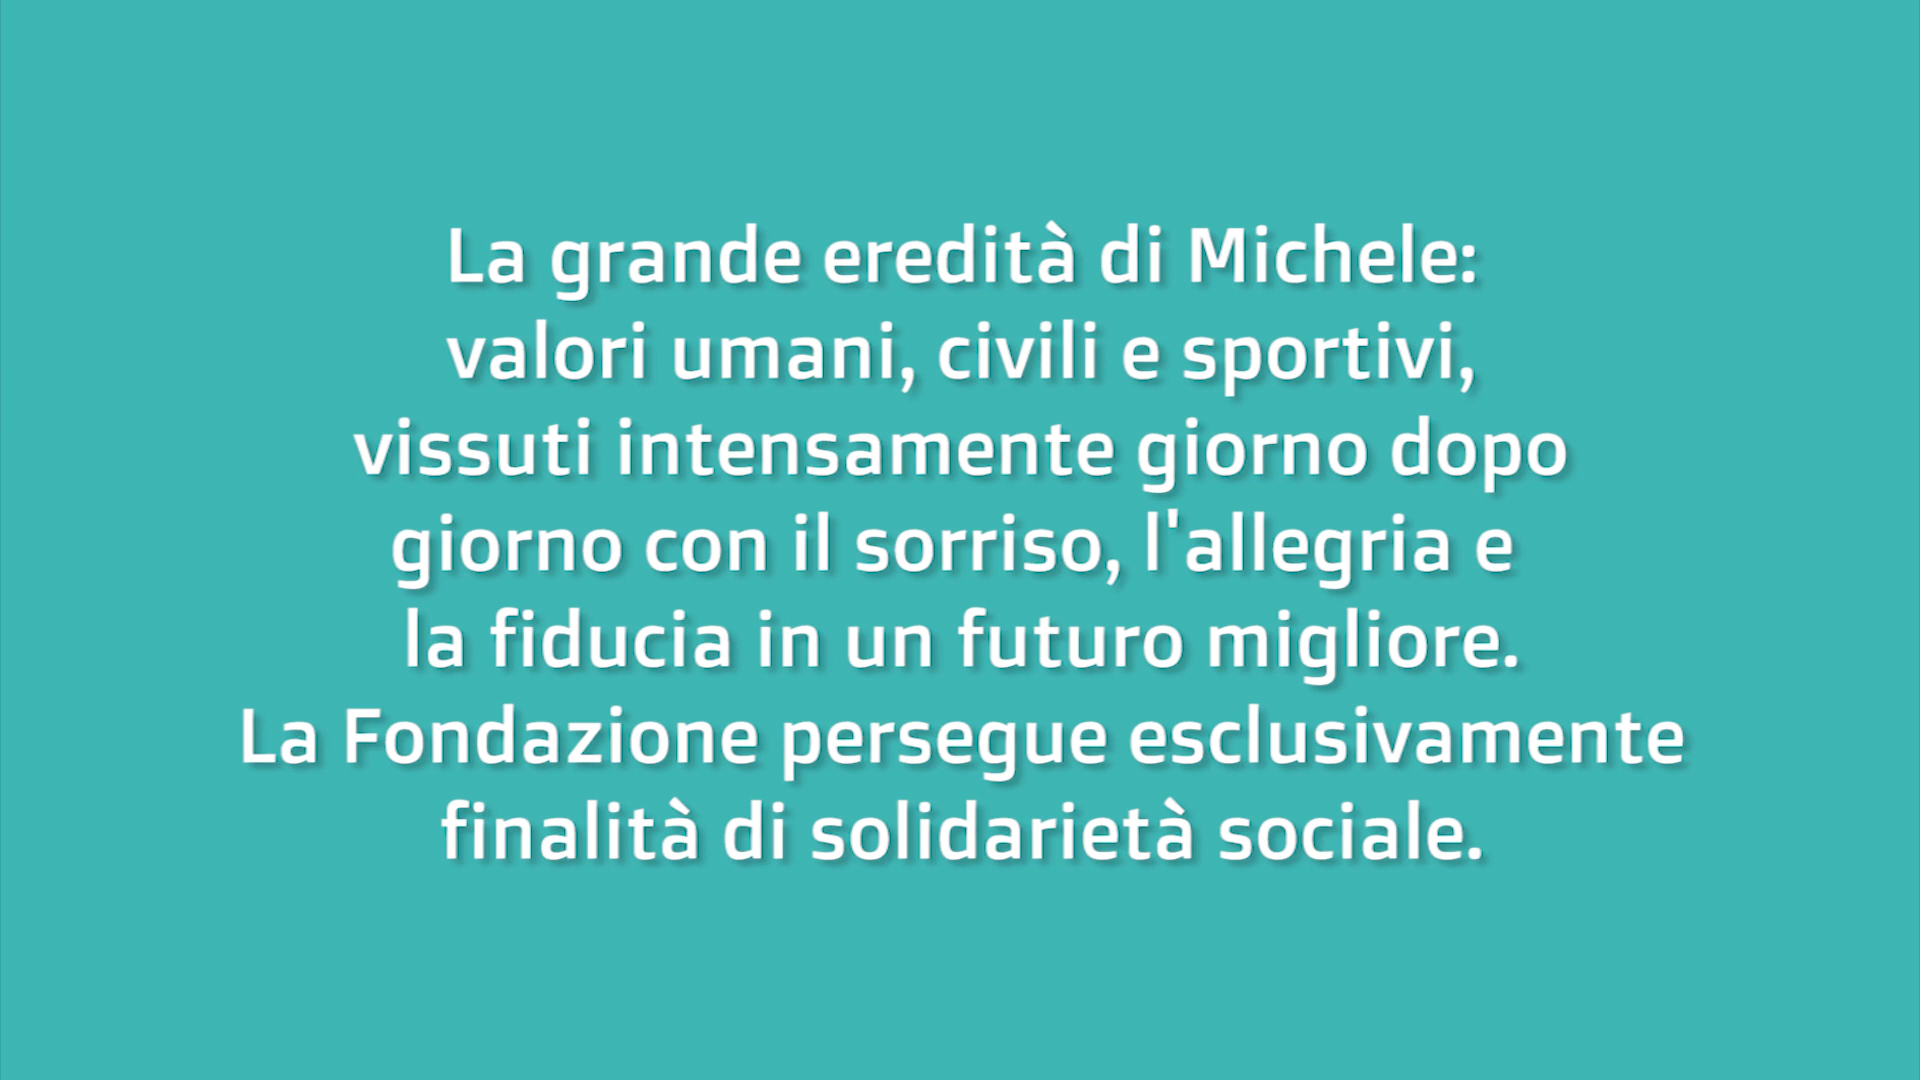 La grande eredità di Michele:
valori umani, civili e sportivi,
vissuti intensamente giorno dopo
giorno con il sorriso, l'allegria e
la fiducia in un futuro migliore.
La Fondazione persegue esclusivamente
finalità di solidarietà sociale.